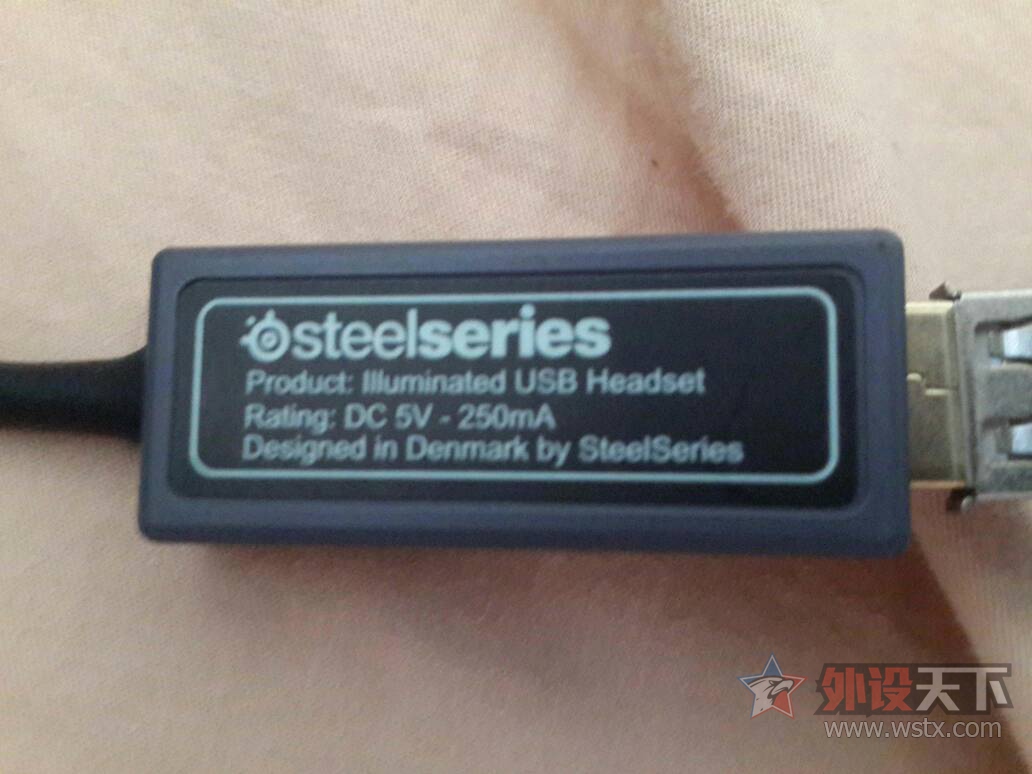 steelseries
Product: Illuminated USB Headset
Rating: DC 5V - 250mA
Designed in Denmark by SteelSeries
外设天下
www.wstx.com